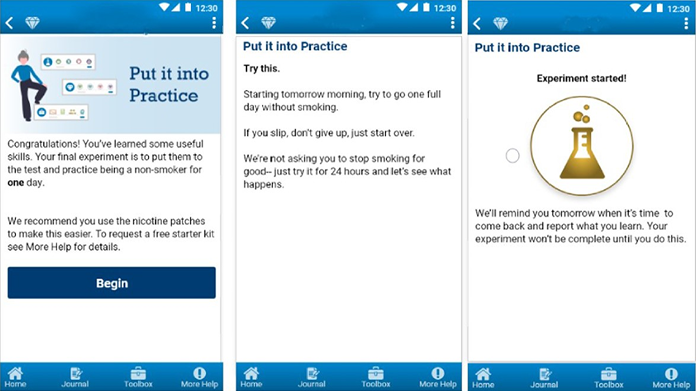 12:30
Put it into
Practice
Congratulations! You've learned some useful
skills. Your final experiment is to put them to
the test and practice being a non-smoker for
one day.
We recommend you use the nicotine patches
to make this easier. To request a free starter kit
see More Help for details.
Begin
Home Journal Toolbox More Help
12:30
Put it into Practice
Try this.
Starting tomorrow morning, try to go one full
day without smoking.
If you slip, don't give up, just start over.
We're not asking you to stop smoking for
good-- just try it for 24 hours and let's see what
happens.
Home Journal Toolbox More Help
12:30
Put it into Practice
Experiment started!
E
We'll remind you tomorrow when it's time to
come back and report what you learn. Your
experiment won't be complete until you do this.
Home Journal Toolbox More Help